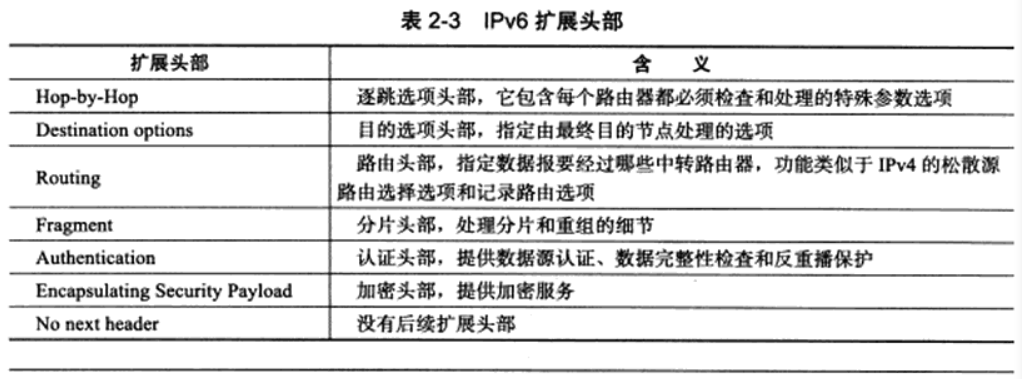 表 2-3 IPv6 扩展头部
扩展头部 含 义
Hop-by-Hop 逐跳选项头部，它包含每个路由器都必须检查和处理的特殊参数选项
Destination options 目的选项头部，指定由最终目的节点处理的选项
Routing 路由头部，指定数据报要经过哪些中转路由器，功能类似于 IPv4 的松散源
路由选择选项和记录路由选项
Fragment 分片头部，处理分片和重组的细节
Authentication 认证头部，提供数据源认证、数据完整性检查和反重播保护
Encapsulating Security Payload 加密头部，提供加密服务
No next header 没有后续扩展头部